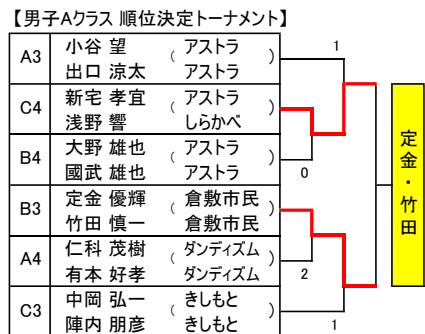 【男子Aクラス 順位決定トーナメント】
A3 小谷 望 ( アストラ )
出口 涼太 アストラ
1
C4 新宅 孝宜 ( アストラ )
浅野 響 しらかべ
B4 大野 雄也 ( アストラ )
國武 雄也 アストラ
0
B3 定金 優輝 ( 倉敷市民 )
竹田 慎一 倉敷市民
A4 仁科 茂樹 ( ダンディズム )
有本 好孝 ダンディズム
2
C3 中岡 弘一 ( きしもと )
陣内 朋彦 きしもと
1
定金・竹田